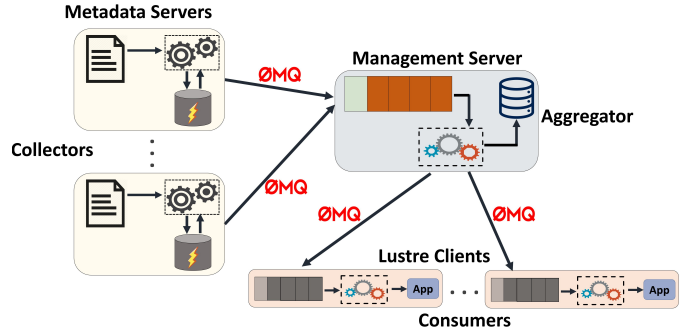 Metadata Servers
ØMQ
Management Server
Aggregator
Collectors
ØMQ
ØMQ
ØMQ
Lustre Clients
App
App
Consumers